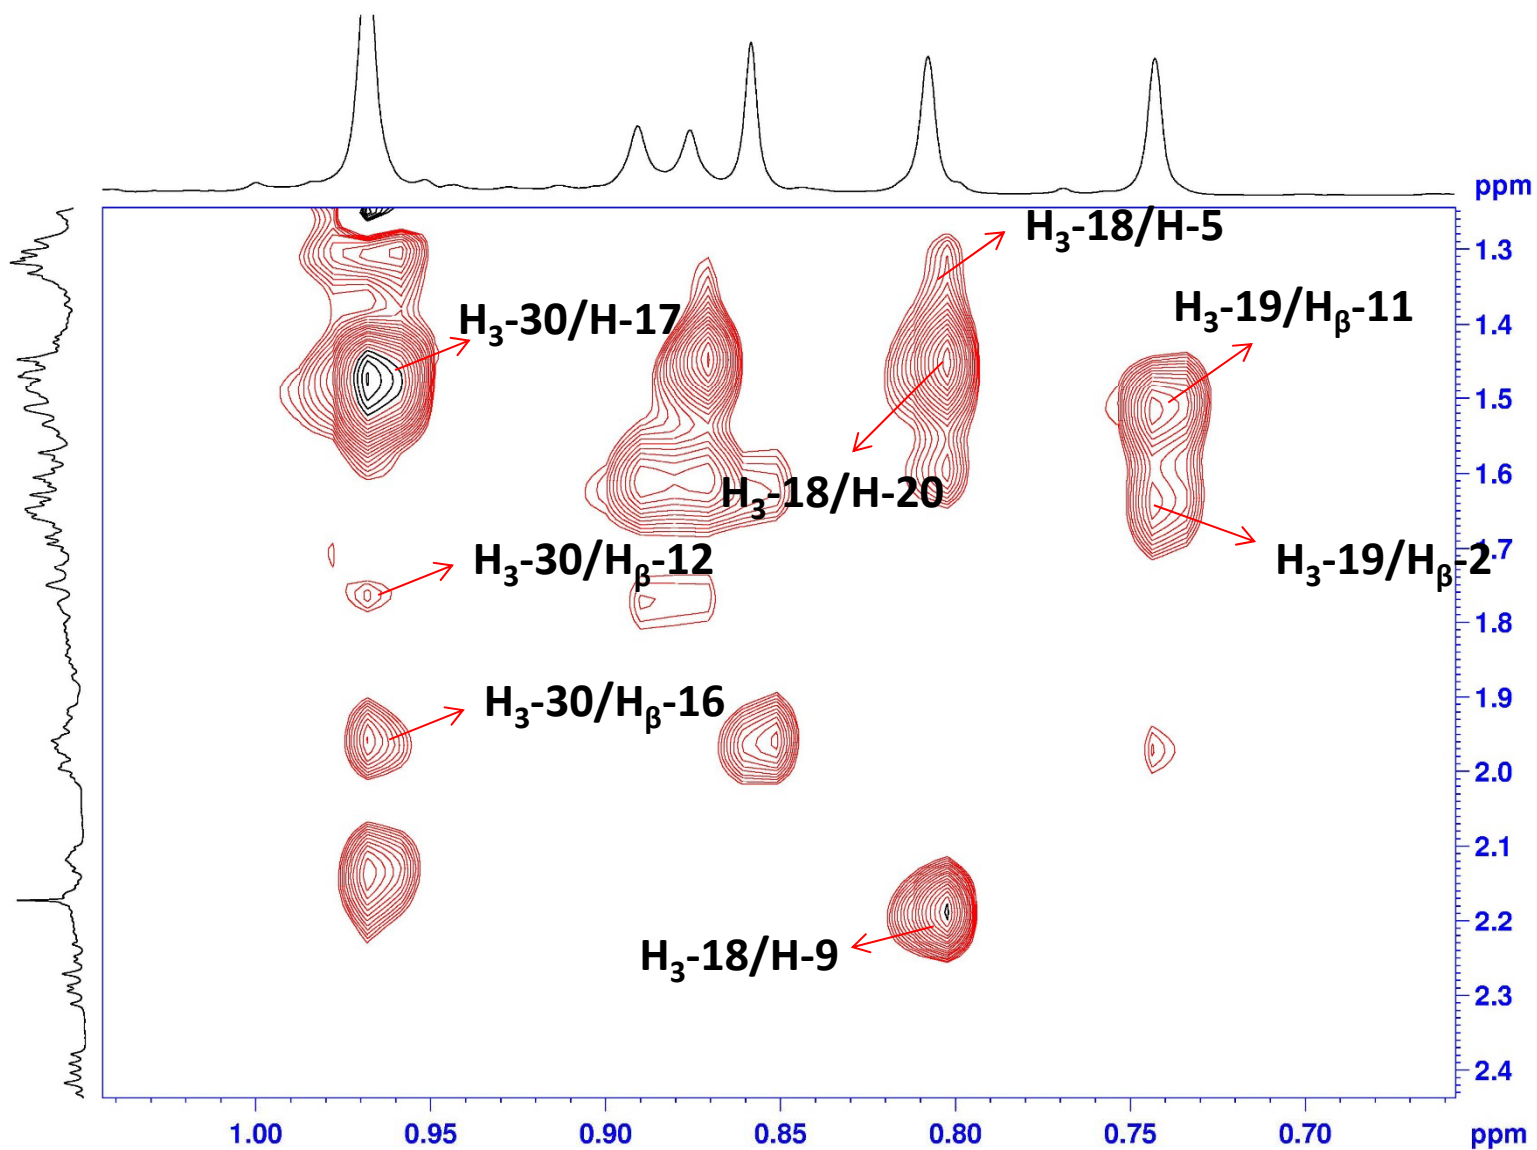 ppm
H₃-18/H-5
1.3
H₃-30/H-17
H₃-19/Hβ-11
1.4
1.5
1.6
H₃-18/H-20
H₃-30/Hβ-12
H₃-19/Hβ-2
1.7
1.8
H₃-30/Hβ-16
1.9
2.0
2.1
2.2
H₃-18/H-9
2.3
2.4
1.00 0.95 0.90 0.85 0.80 0.75 0.70 ppm